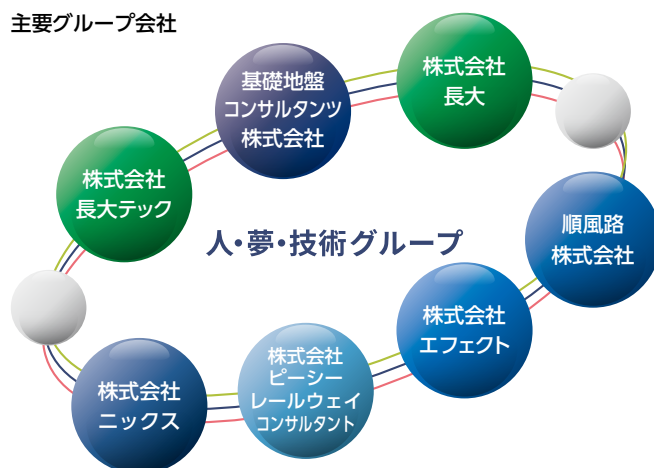 主要グループ会社
株式会社
長大
基礎地盤
コンサルタンツ
株式会社
株式会社
長大テック
人・夢・技術グループ
順風路
株式会社
株式会社
エフェクト
株式会社
ピーシー
レールウェイ
コンサルタント
株式会社
ニックス